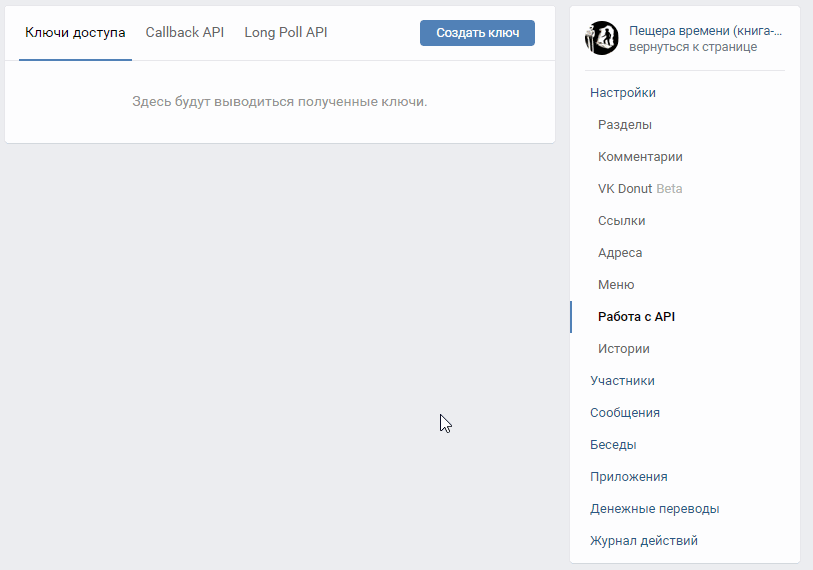 Ключи доступа Callback API Long Poll API Создать ключ
Здесь будут выводиться полученные ключи.
Пещера времени (книга-...
вернуться к странице
Настройки
Разделы
Комментарии
VK Donut Beta
Ссылки
Адреса
Меню
Работа с API
Истории
Участники
Сообщения
Беседы
Приложения
Денежные переводы
Журнал действий